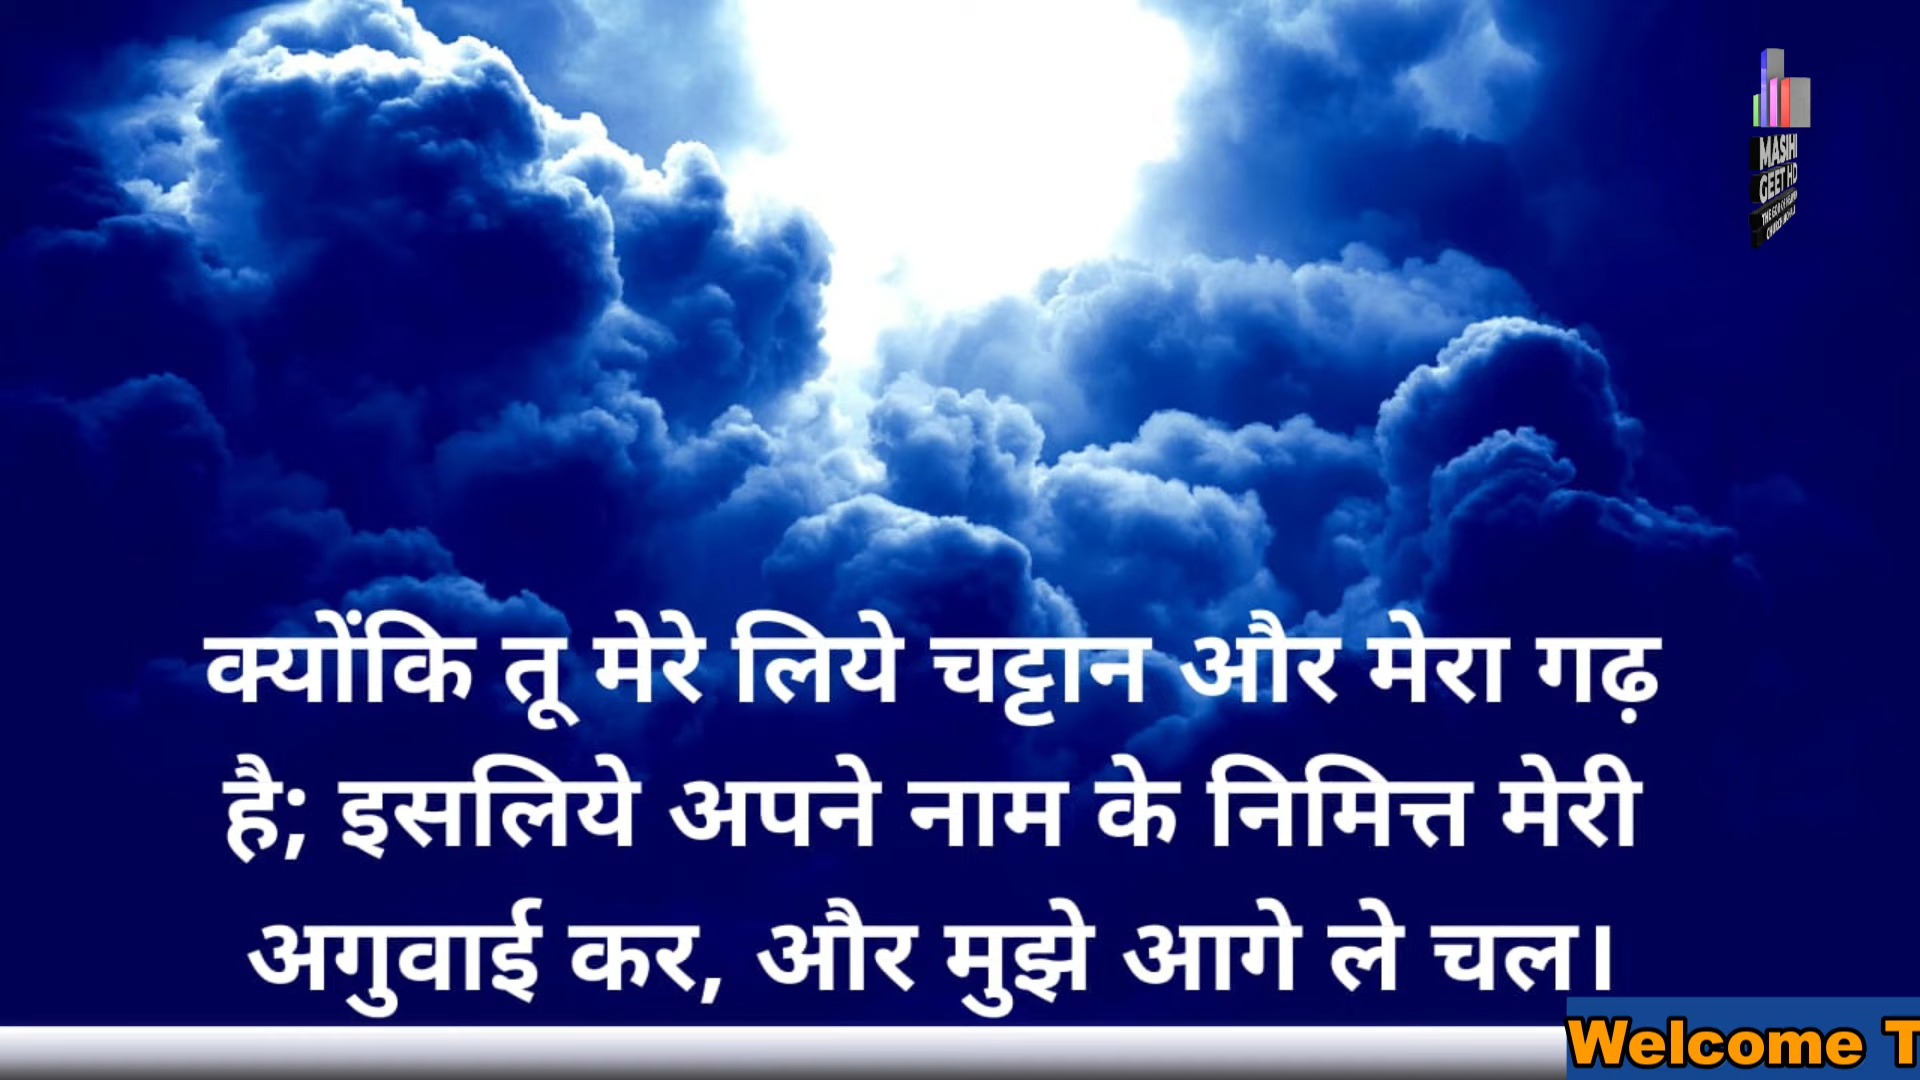 MASIHI
GEET HD
क्योंकि तू मेरे लिये चट्टान और मेरा गढ़
है; इसलिये अपने नाम के निमित्त मेरी
अगुवाई कर, और मुझे आगे ले चल।
Welcome T